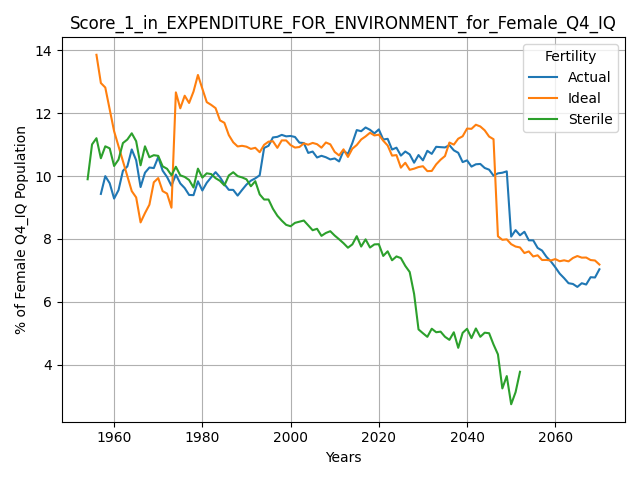 Score_1_in_EXPENDITURE_FOR_ENVIRONMENT_for_Female_Q4_IQ
Fertility
Actual
Ideal
Sterile
% of Female Q4_IQ Population
14
12
10
8
6
4
1960 1980 2000 2020 2040 2060
Years